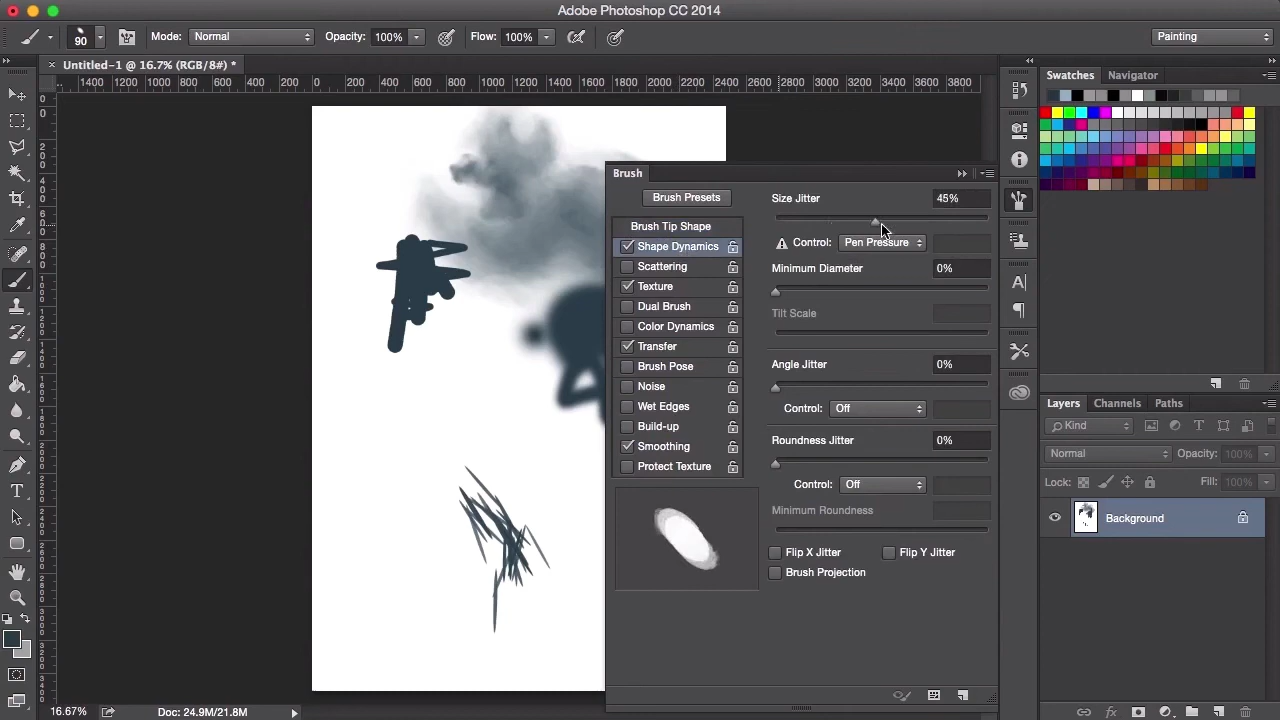 Adobe Photoshop CC 2014
90 Mode: Normal Opacity: 100% Flow: 100% Painting
Untitled-1 @ 16.7% (RGB/8#) *
1400 1200 1000 800 600 400 200 0 200 400 600 800 1000 1200 1400 1600 1800 2000 2200 2400 2600 2800 3000 3200 3400 3600 3800
Swatches Navigator
Brush
Brush Presets
Brush Tip Shape
Shape Dynamics
Scattering
Texture
Dual Brush
Color Dynamics
Transfer
Brush Pose
Noise
Wet Edges
Build-up
Smoothing
Protect Texture
Size Jitter 45%
Control: Pen Pressure
Minimum Diameter 0%
Tilt Scale
Angle Jitter 0%
Control: Off
Roundness Jitter 0%
Control: Off
Minimum Roundness
Flip X Jitter Flip Y Jitter
Brush Projection
Layers Channels Paths
Kind
Normal Opacity: 100%
Lock: Fill: 100%
Background
16.67% Doc: 24.9M/21.8M